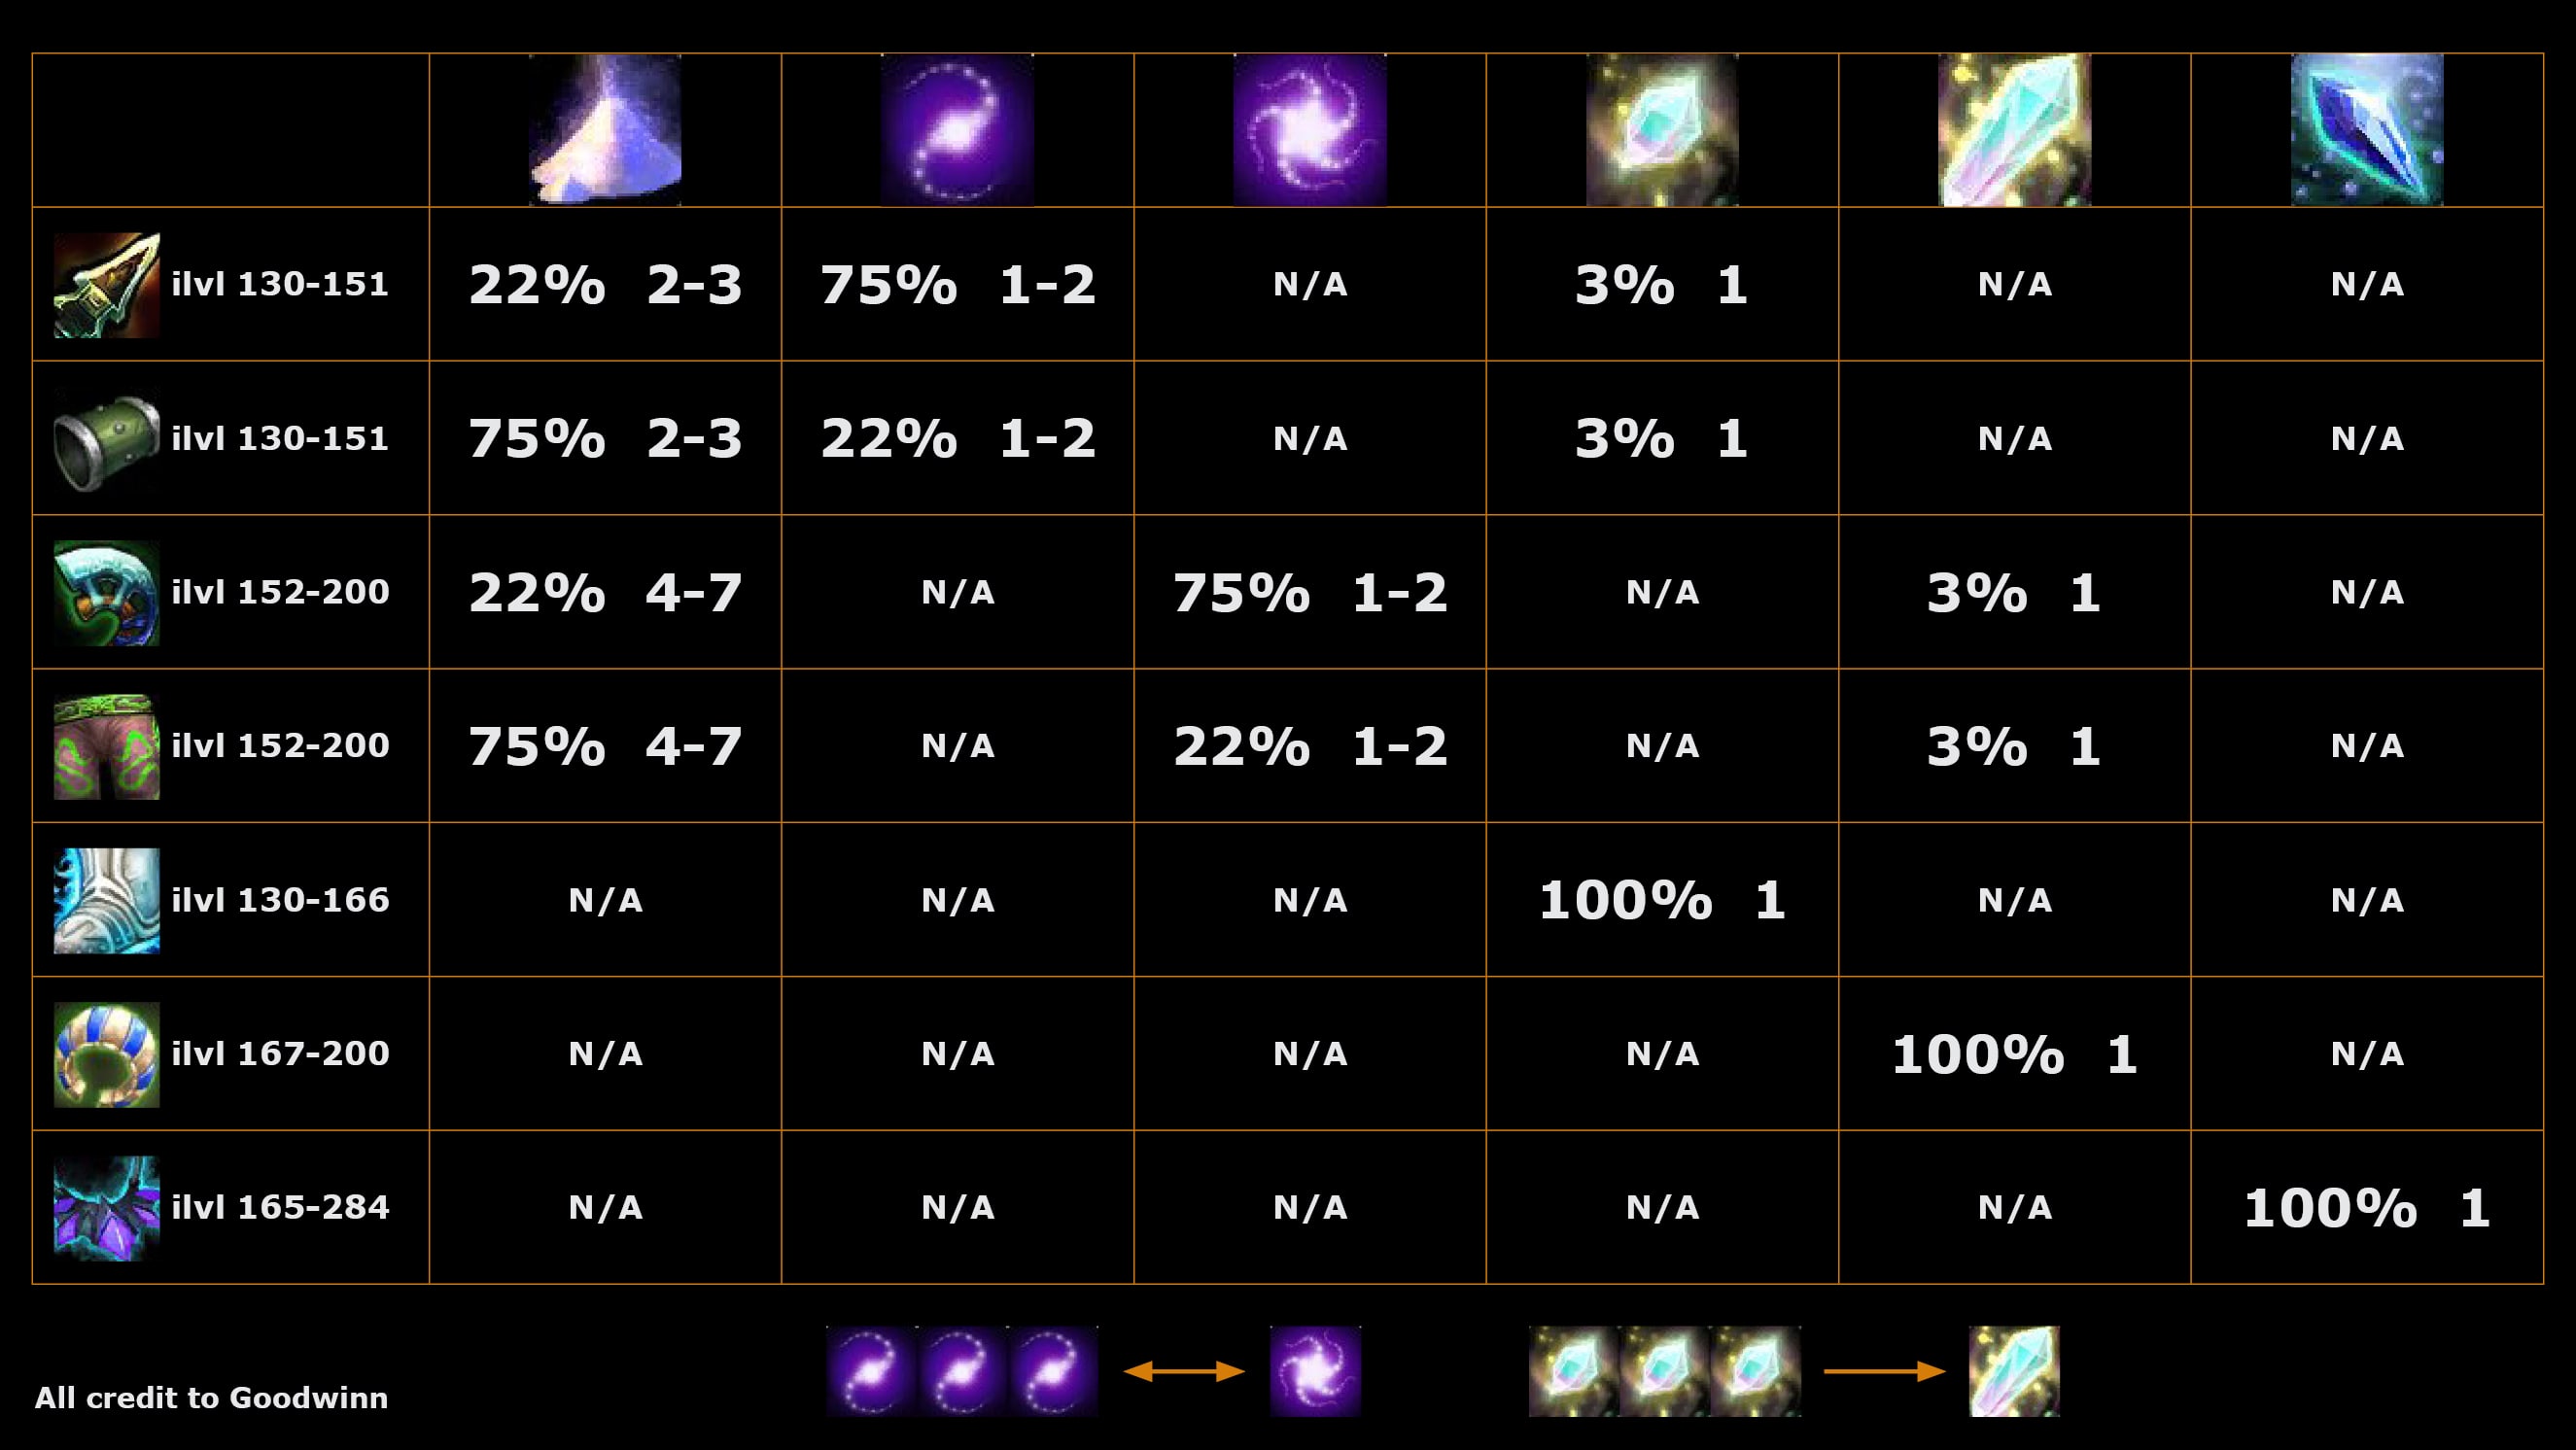 ilvl 130-151 22% 2-3 75% 1-2 N/A 3% 1 N/A N/A
ilvl 130-151 75% 2-3 22% 1-2 N/A 3% 1 N/A N/A
ilvl 152-200 22% 4-7 N/A 75% 1-2 N/A 3% 1 N/A
ilvl 152-200 75% 4-7 N/A 22% 1-2 N/A 3% 1 N/A
ilvl 130-166 N/A N/A N/A 100% 1 N/A N/A
ilvl 167-200 N/A N/A N/A N/A 100% 1 N/A
ilvl 165-284 N/A N/A N/A N/A N/A 100% 1
All credit to Goodwinn